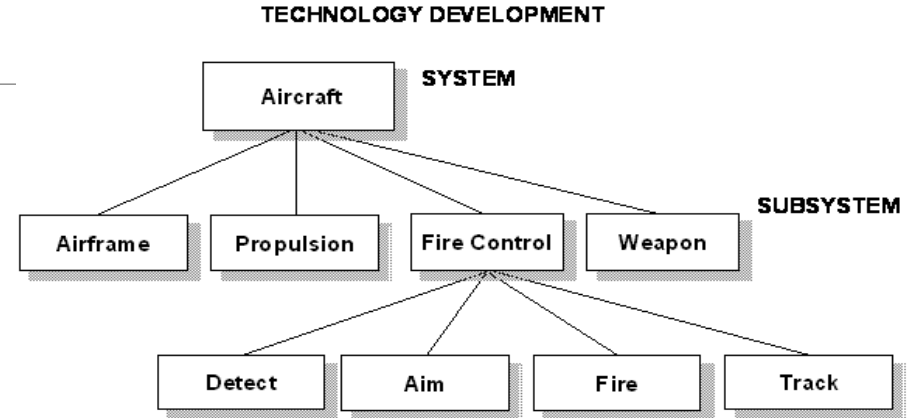 TECHNOLOGY DEVELOPMENT
Aircraft
SYSTEM
SUBSYSTEM
Airframe
Propulsion
Fire Control
Weapon
Detect
Aim
Fire
Track